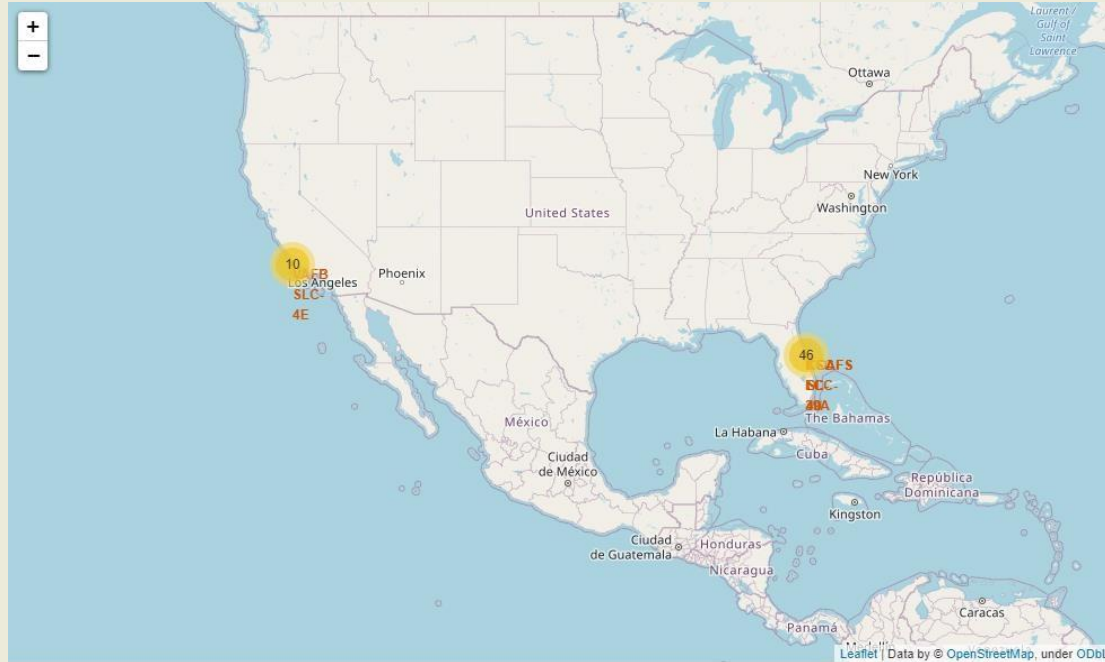 +
−
Laurent /
Gulf of
Saint
Lawrence
Ottawa
New York
Washington
United States
10
Phoenix
Los Angeles
SLC-
4E
46
The Bahamas
México
La Habana
Cuba
Ciudad
de México
República
Dominicana
Kingston
Ciudad
de Guatemala
Honduras
Nicaragua
Caracas
Panamá
Leaflet | Data by © OpenStreetMap, under ODbL